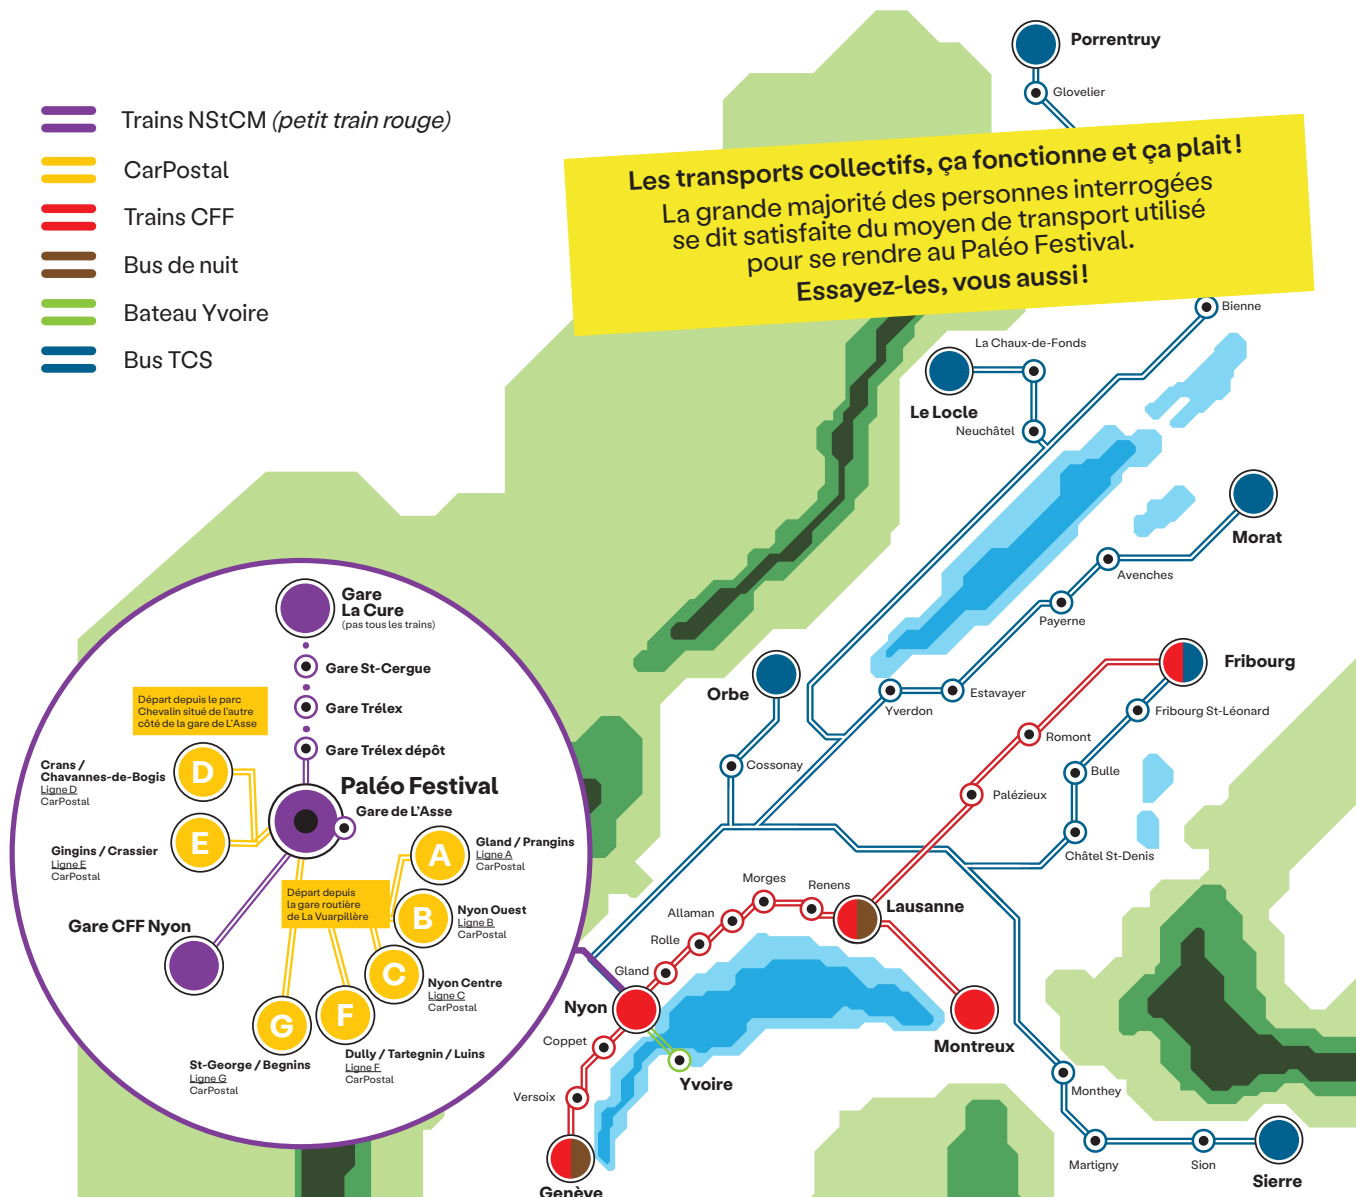 Trains NStCM (petit train rouge)
CarPostal
Trains CFF
Bus de nuit
Bateau Yvoire
Bus TCS
Porrentruy
Glovelier
Les transports collectifs, ça fonctionne et ça plait !
La grande majorité des personnes interrogées
se dit satisfaite du moyen de transport utilisé
pour se rendre au Paléo Festival.
Essayez-les, vous aussi !
Bienne
La Chaux-de-Fonds
Le Locle
Neuchâtel
Morat
Avenches
Payerne
Estavayer
Yverdon
Orbe
Cossonay
Fribourg
Fribourg St-Léonard
Romont
Bulle
Palézieux
Châtel St-Denis
Gare
La Cure
(pas tous les trains)
Gare St-Cergue
Gare Trélex
Gare Trélex dépôt
Départ depuis le parc
Chevalin situé de l'autre
côté de la gare de L'Asse
D
Crans /
Chavannes-de-Bogis
Ligne D
CarPostal
Paléo Festival
Gare de L'Asse
E
Gingins / Crassier
Ligne E
CarPostal
A
Gland / Prangins
Ligne A
CarPostal
Départ depuis
la gare routière
de La Vuarpillère
B
Nyon Ouest
Ligne B
CarPostal
Gare CFF Nyon
C
Nyon Centre
Ligne C
CarPostal
G
St-George / Begnins
Ligne G
CarPostal
F
Dully / Tartegnin / Luins
Ligne F
CarPostal
Morges
Renens
Lausanne
Allaman
Rolle
Gland
Nyon
Coppet
Versoix
Genève
Yvoire
Montreux
Monthey
Martigny
Sion
Sierre